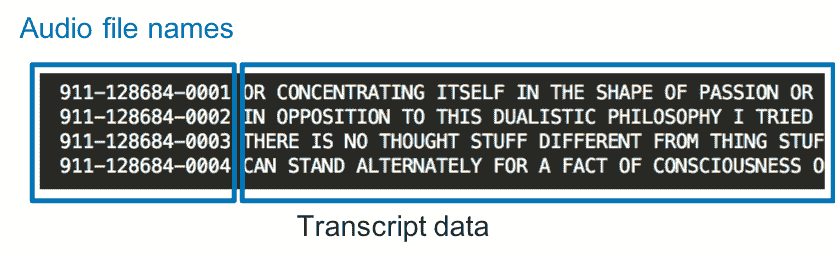 Audio file names
911-128684-0001 OR CONCENTRATING ITSELF IN THE SHAPE OF PASSION OR
911-128684-0002 IN OPPOSITION TO THIS DUALISTIC PHILOSOPHY I TRIED
911-128684-0003 THERE IS NO THOUGHT STUFF DIFFERENT FROM THING STUF
911-128684-0004 CAN STAND ALTERNATELY FOR A FACT OF CONSCIOUSNESS O
Transcript data